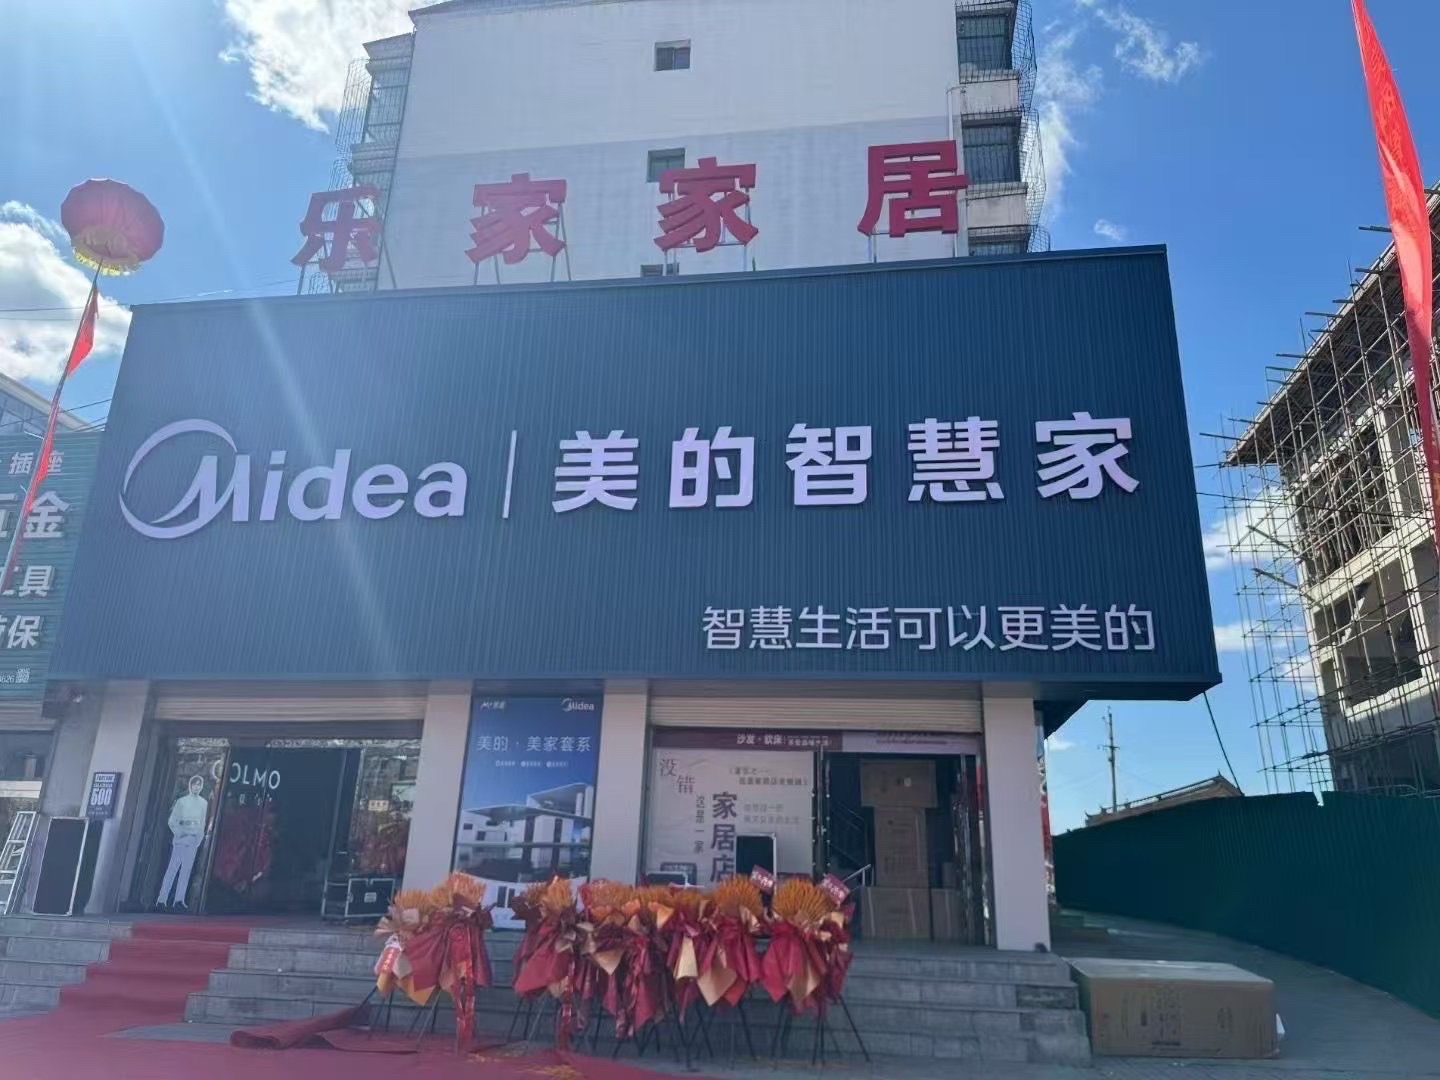 乐家家居
Midea | 美的智慧家
智慧生活可以更美的
插座
五金
工具
保
COLMO
Midea
美的·美家套系
沙发·软床
没错
这是一家
家居店
500